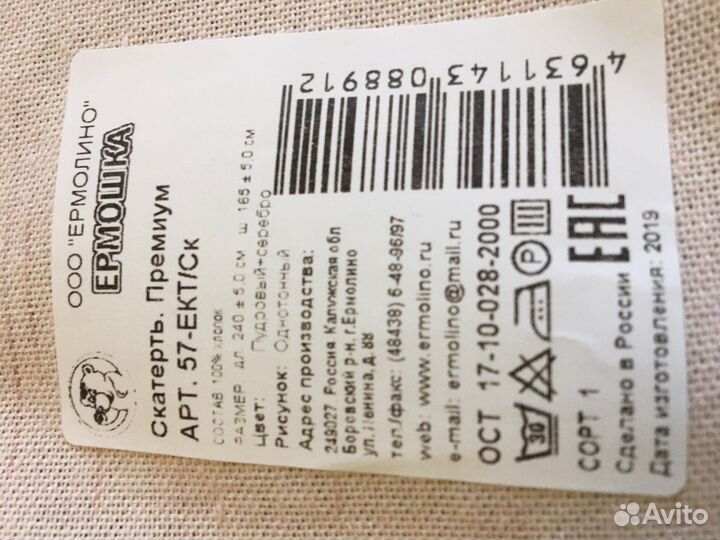 ООО "ЕРМОЛИНО"
ЕРМОШКА
Скатерть. Премиум
АРТ. 57-ЕКТ/Ск
СОСТАВ 100% хлопок
РАЗМЕР: дл. 240 ± 5,0 см ш 165 ± 5,0 см
Цвет: Пудровый+серебро
Рисунок: Однотонный
Адрес производства:
249027 Россия Калужская обл
Боровский р-н, г.Ермолино
ул. Ленина, д. 88
тел./факс: (48438) 6-48-96/97
web: www.ermolino.ru
e-mail: ermolino@mail.ru
ОСТ 17-10-028-2000
30
P
СОРТ 1
Сделано в России
Дата изготовления: 2019
EAC
4 631143 088912
Avito